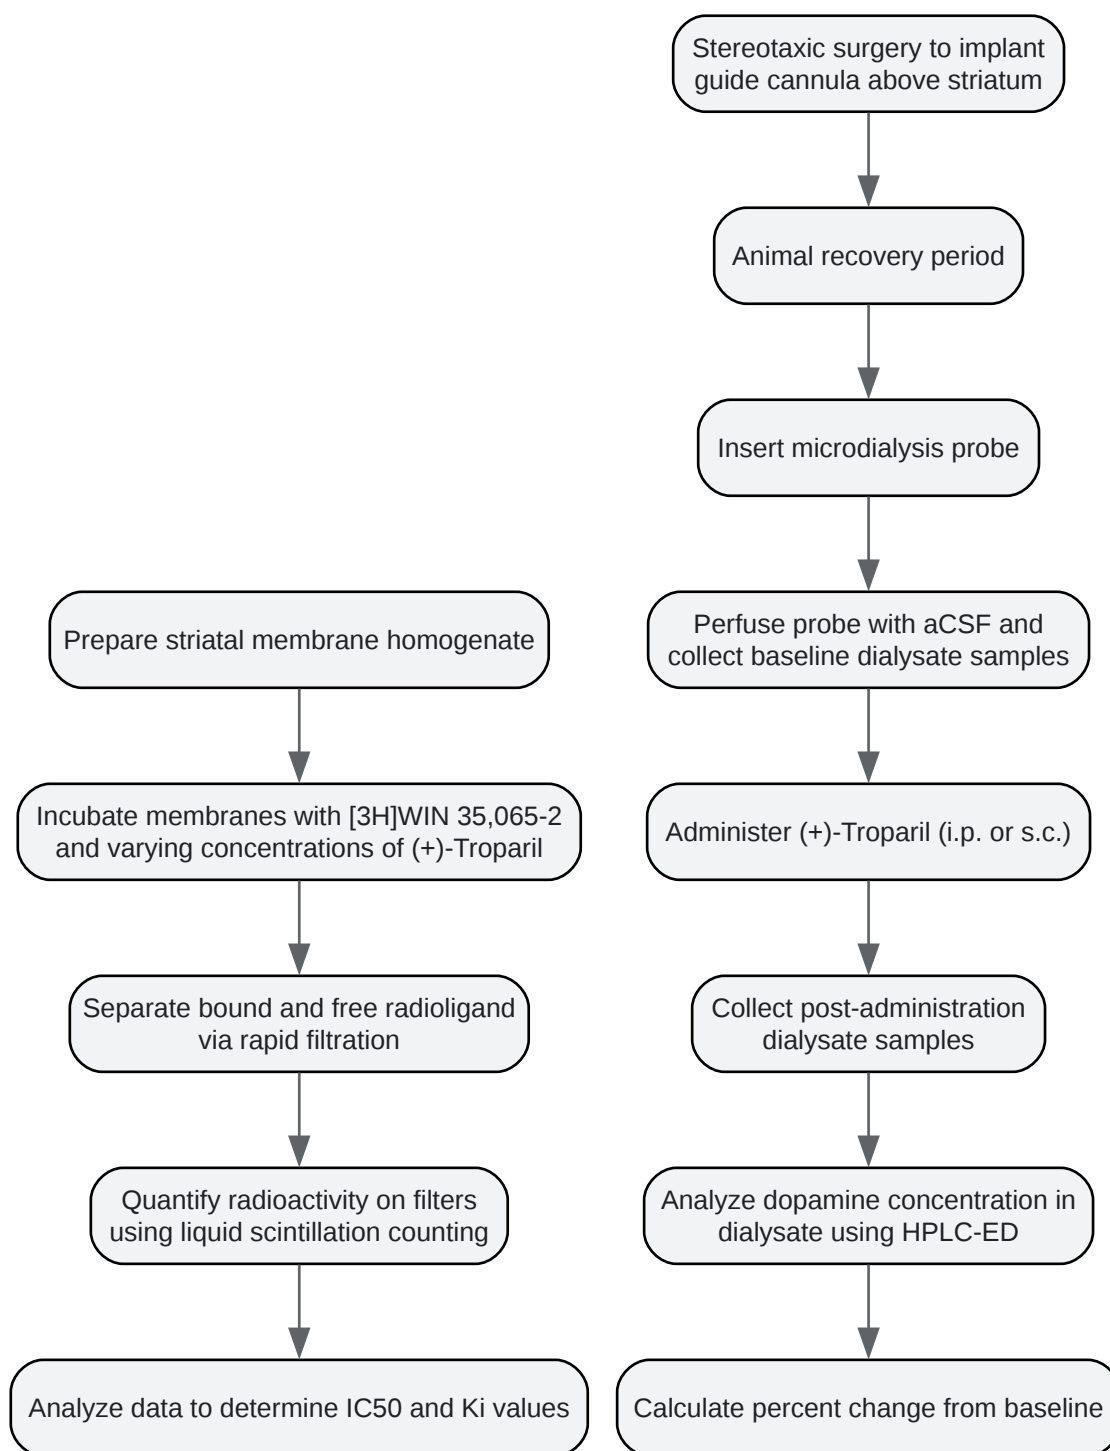 Stereotaxic surgery to implant
guide cannula above striatum
Animal recovery period
Insert microdialysis probe
Perfuse probe with aCSF and
collect baseline dialysate samples
Administer (+)-Troparil (i.p. or s.c.)
Collect post-administration
dialysate samples
Analyze dopamine concentration in
dialysate using HPLC-ED
Calculate percent change from baseline
Prepare striatal membrane homogenate
Incubate membranes with [3H]WIN 35,065-2
and varying concentrations of (+)-Troparil
Separate bound and free radioligand
via rapid filtration
Quantify radioactivity on filters
using liquid scintillation counting
Analyze data to determine IC50 and Ki values